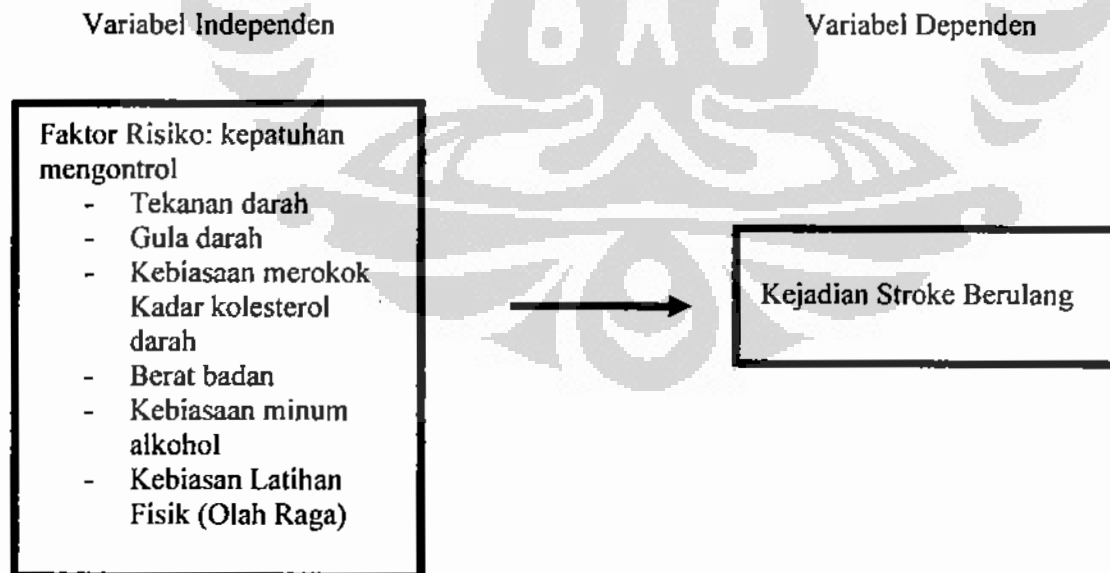 Variabel Independen
Variabel Dependen
Faktor Risiko: kepatuhan
mengontrol
- Tekanan darah
- Gula darah
- Kebiasaan merokok
Kadar kolesterol
darah
- Berat badan
- Kebiasaan minum
alkohol
- Kebiasan Latihan
Fisik (Olah Raga)
Kejadian Stroke Berulang